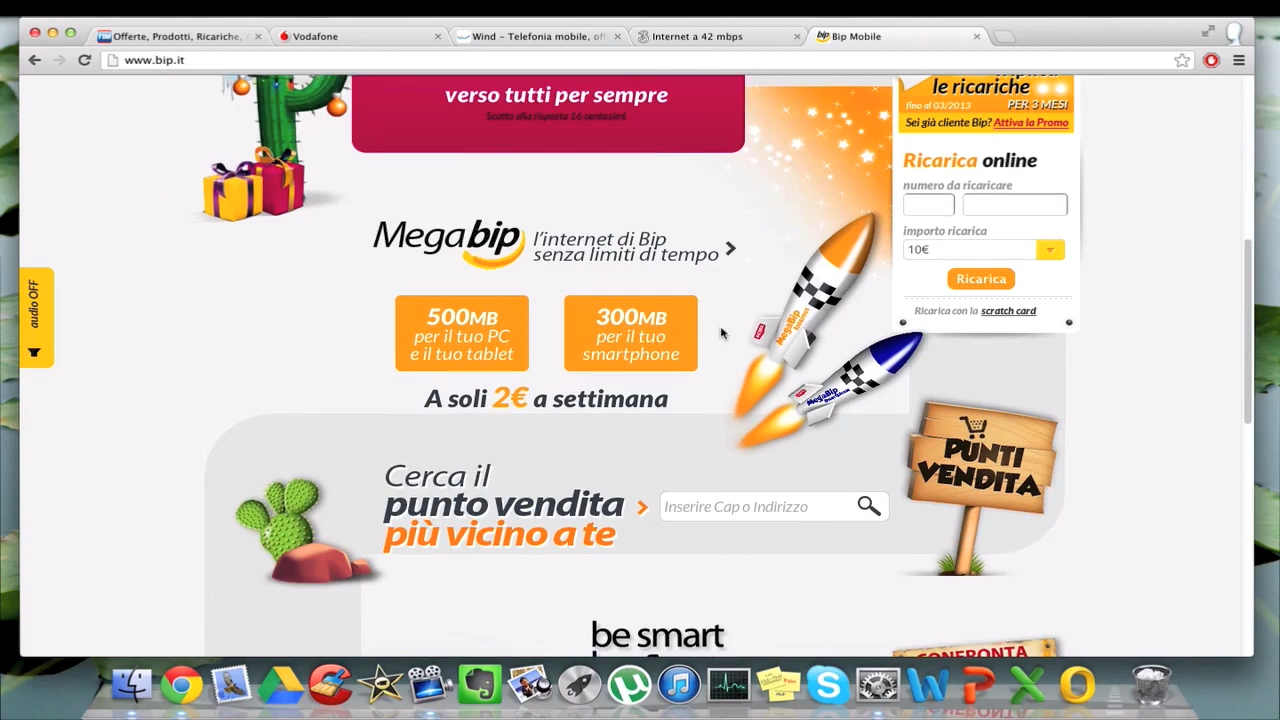 Offerte, Prodotti, Ricariche,
Vodafone
Wind – Telefonia mobile, off
Internet a 42 mbps
bip Bip Mobile
www.bip.it
verso tutti per sempre
Scatto alla risposta 16 centesimi
le ricariche
fino al 03/2013 PER 3 MESI
Sei già cliente Bip? Attiva la Promo
Ricarica online
numero da ricaricare
importo ricarica
10€
Ricarica
Ricarica con la scratch card
audio OFF
Megabip
l'internet di Bip
senza limiti di tempo
500MB
per il tuo PC
e il tuo tablet
300MB
per il tuo
smartphone
A soli 2€ a settimana
MegaBip
MegaBip
Cerca il
punto vendita
più vicino a te
Inserire Cap o Indirizzo
PUNTI
VENDITA
be smart
CONFRONTA